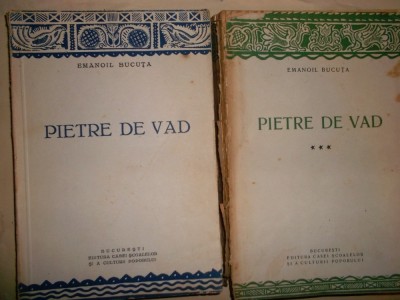 EMANOIL BUCUȚA
PIETRE DE VAD
BUCUREȘTI
EDITURA CASEI ȘCOALELOR
ȘI A CULTURII POPORULUI
EMANOIL BUCUȚA
PIETRE DE VAD
***
BUCUREȘTI
EDITURA CASEI ȘCOALELOR
ȘI A CULTURII POPORULUI